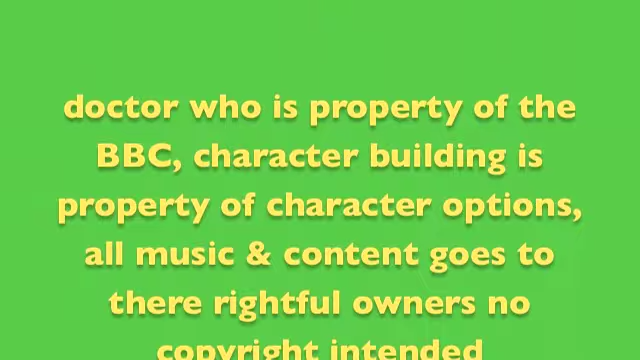 doctor who is property of the
BBC, character building is
property of character options,
all music & content goes to
there rightful owners no
copyright intended